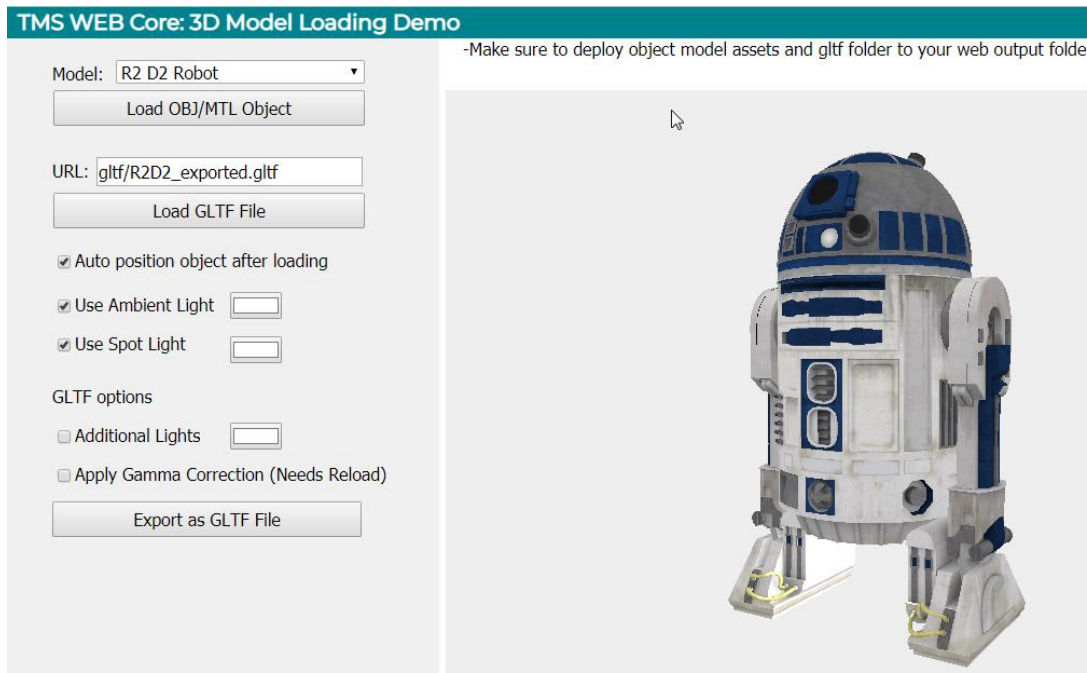 TMS WEB Core: 3D Model Loading Demo
-Make sure to deploy object model assets and gltf folder to your web output folde
Model: R2 D2 Robot
Load OBJ/MTL Object
URL: gltf/R2D2_exported.gltf
Load GLTF File
Auto position object after loading
Use Ambient Light
Use Spot Light
GLTF options
Additional Lights
Apply Gamma Correction (Needs Reload)
Export as GLTF File